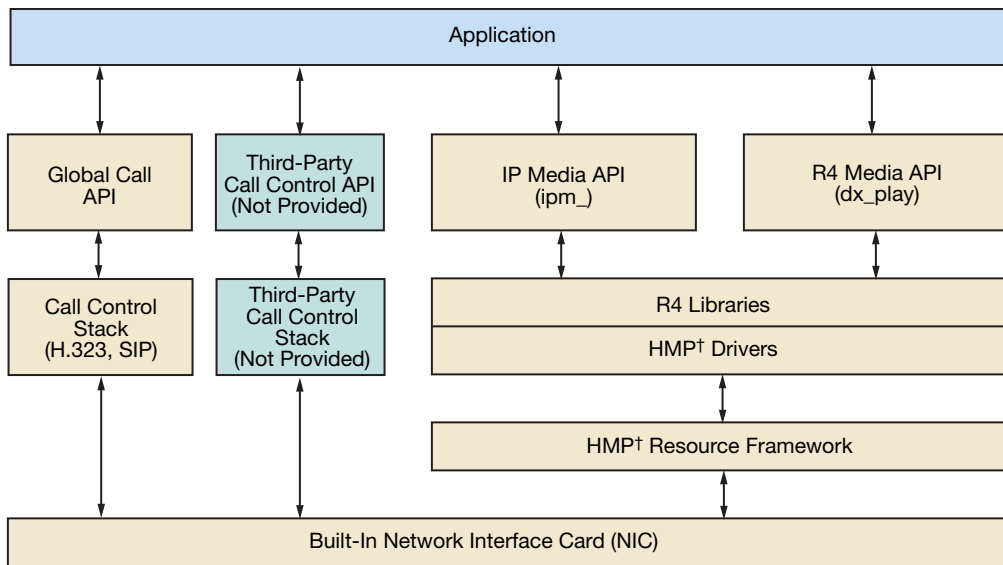 Application
Global Call
API
Third-Party
Call Control API
(Not Provided)
IP Media API
(ipm_)
R4 Media API
(dx_play)
Call Control
Stack
(H.323, SIP)
Third-Party
Call Control
Stack
(Not Provided)
R4 Libraries
HMP† Drivers
HMP† Resource Framework
Built-In Network Interface Card (NIC)